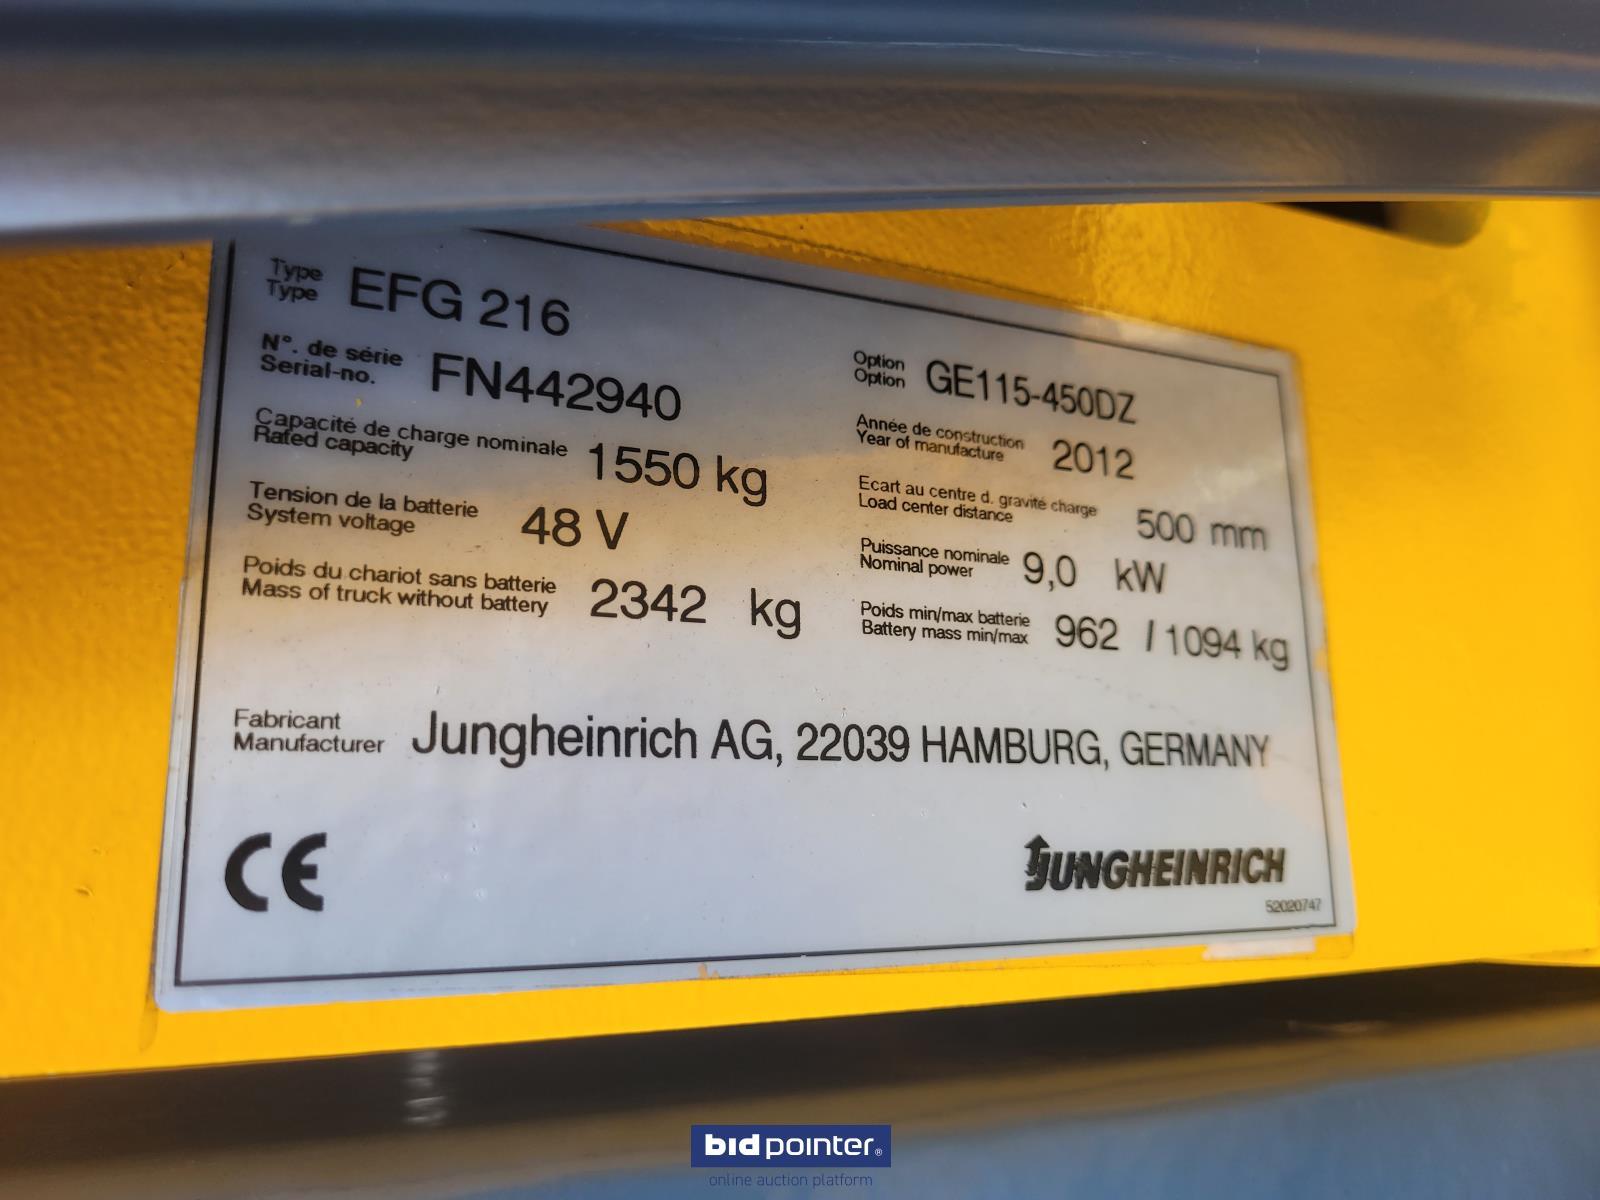 Type EFG 216
Type
N°. de série FN442940
Serial-no.
Option GE115-450DZ
Option
Capacité de charge nominale 1550 kg
Rated capacity
Année de construction 2012
Year of manufacture
Tension de la batterie 48 V
System voltage
Ecart au centre d. gravité charge 500 mm
Load center distance
Poids du chariot sans batterie 2342 kg
Mass of truck without battery
Puissance nominale 9,0 kW
Nominal power
Poids min/max batterie 962 / 1094 kg
Battery mass min/max
Fabricant Jungheinrich AG, 22039 HAMBURG, GERMANY
Manufacturer
CE
JUNGHEINRICH
52020747
bidpointer®
online auction platform